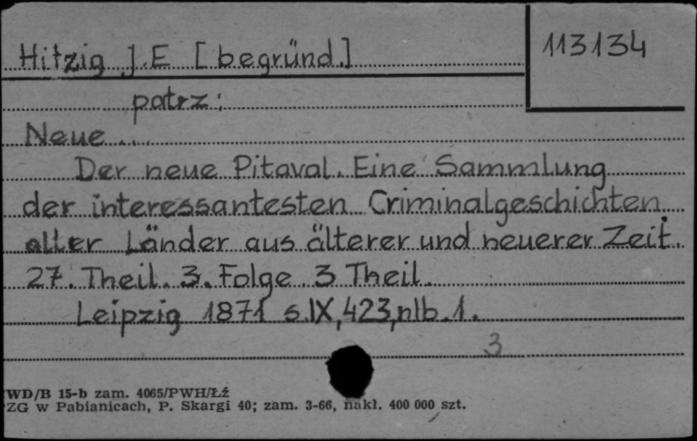 Hitzig J.E [begründ.]
113134
patrz:
Neue...
Der neue Pitaval. Eine Sammlung
der interessantesten Criminalgeschichten
aller Länder aus älterer und neuerer Zeit.
27. Theil. 3. Folge. 3 Theil.
Leipzig 1871 s.IX,423,nlb.1.
3
WD/B 15-b zam. 4065/PWH/Łź
ZG w Pabianicach, P. Skargi 40; zam. 3-66, nakł. 400 000 szt.